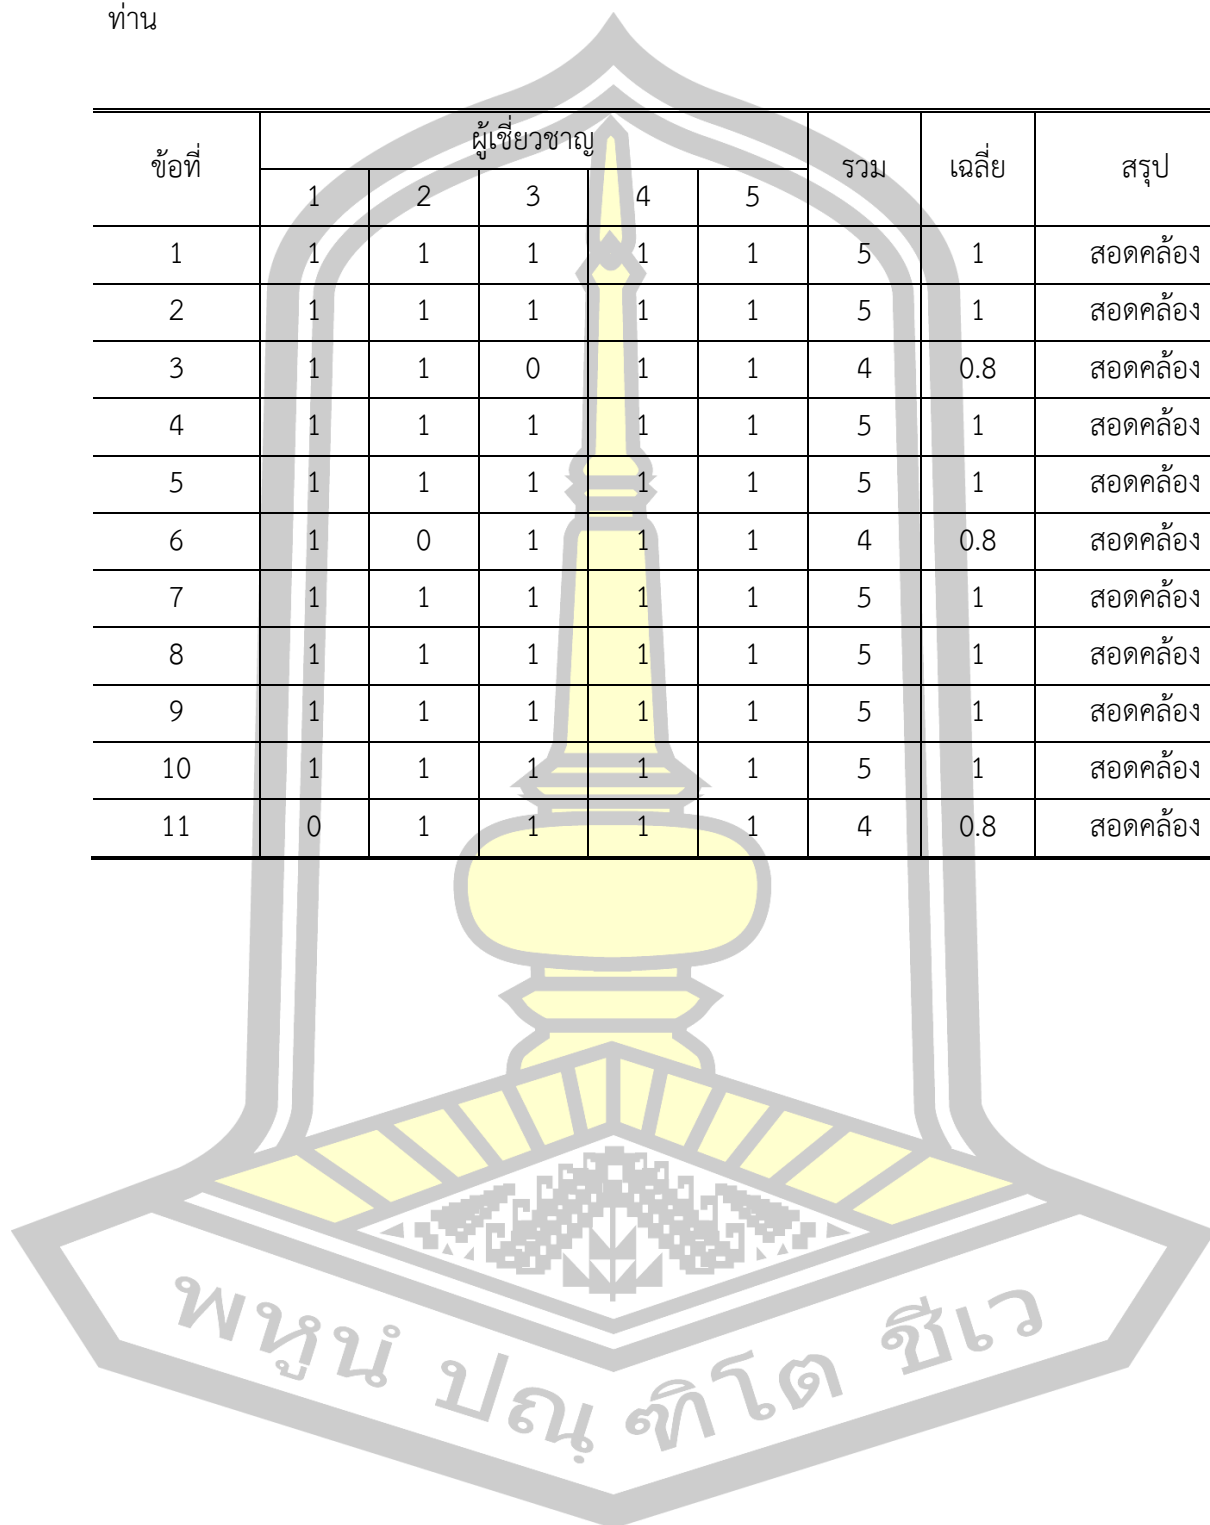 ท่าน
ข้อที่ ผู้เชี่ยวชาญ รวม เฉลี่ย สรุป
1 2 3 4 5
1 1 1 1 1 1 5 1 สอดคล้อง
2 1 1 1 1 1 5 1 สอดคล้อง
3 1 1 0 1 1 4 0.8 สอดคล้อง
4 1 1 1 1 1 5 1 สอดคล้อง
5 1 1 1 1 1 5 1 สอดคล้อง
6 1 0 1 1 1 4 0.8 สอดคล้อง
7 1 1 1 1 1 5 1 สอดคล้อง
8 1 1 1 1 1 5 1 สอดคล้อง
9 1 1 1 1 1 5 1 สอดคล้อง
10 1 1 1 1 1 5 1 สอดคล้อง
11 0 1 1 1 1 4 0.8 สอดคล้อง
พหูนํ ปณฺ ฑิโต ชีเว